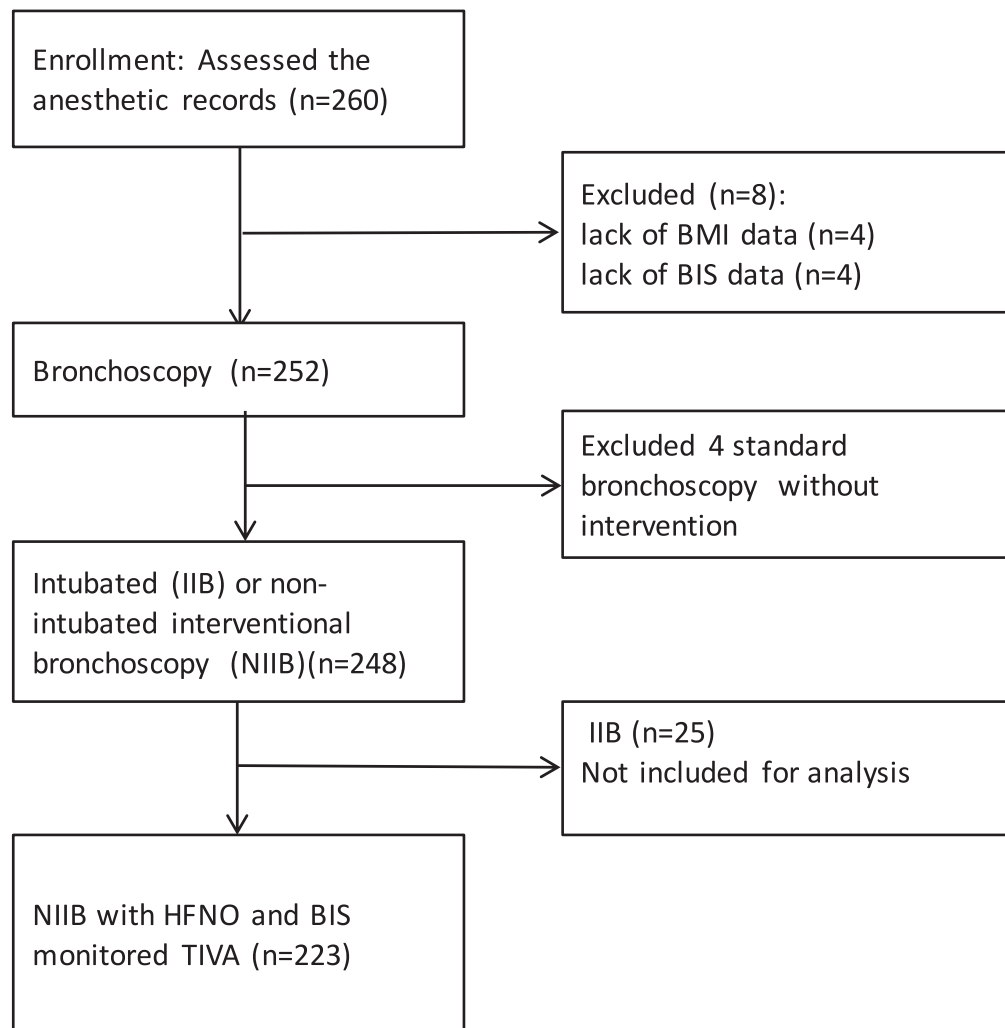 Enrollment: Assessed the
anesthetic records (n=260)
Excluded (n=8):
lack of BMI data (n=4)
lack of BIS data (n=4)
Bronchoscopy (n=252)
Excluded 4 standard
bronchoscopy without
intervention
Intubated (IIB) or non-
intubated interventional
bronchoscopy (NIIB)(n=248)
IIB (n=25)
Not included for analysis
NIIB with HFNO and BIS
monitored TIVA (n=223)